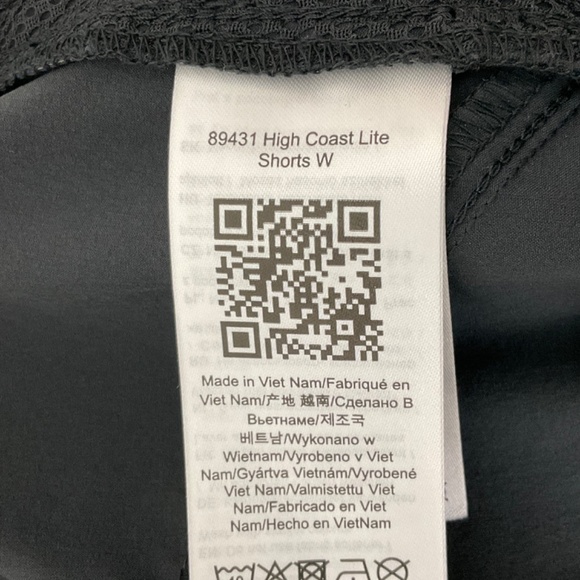 89431 High Coast Lite
Shorts W
Made in Viet Nam/Fabriqué en
Viet Nam/产地 越南/Сделано В
Вьетнаме/제조국
베트남/Wykonano w
Wietnam/Vyrobeno v Viet
Nam/Gyártva Vietnám/Vyrobené
Viet Nam/Valmistettu Viet
Nam/Fabricado en Viet
Nam/Hecho en VietNam